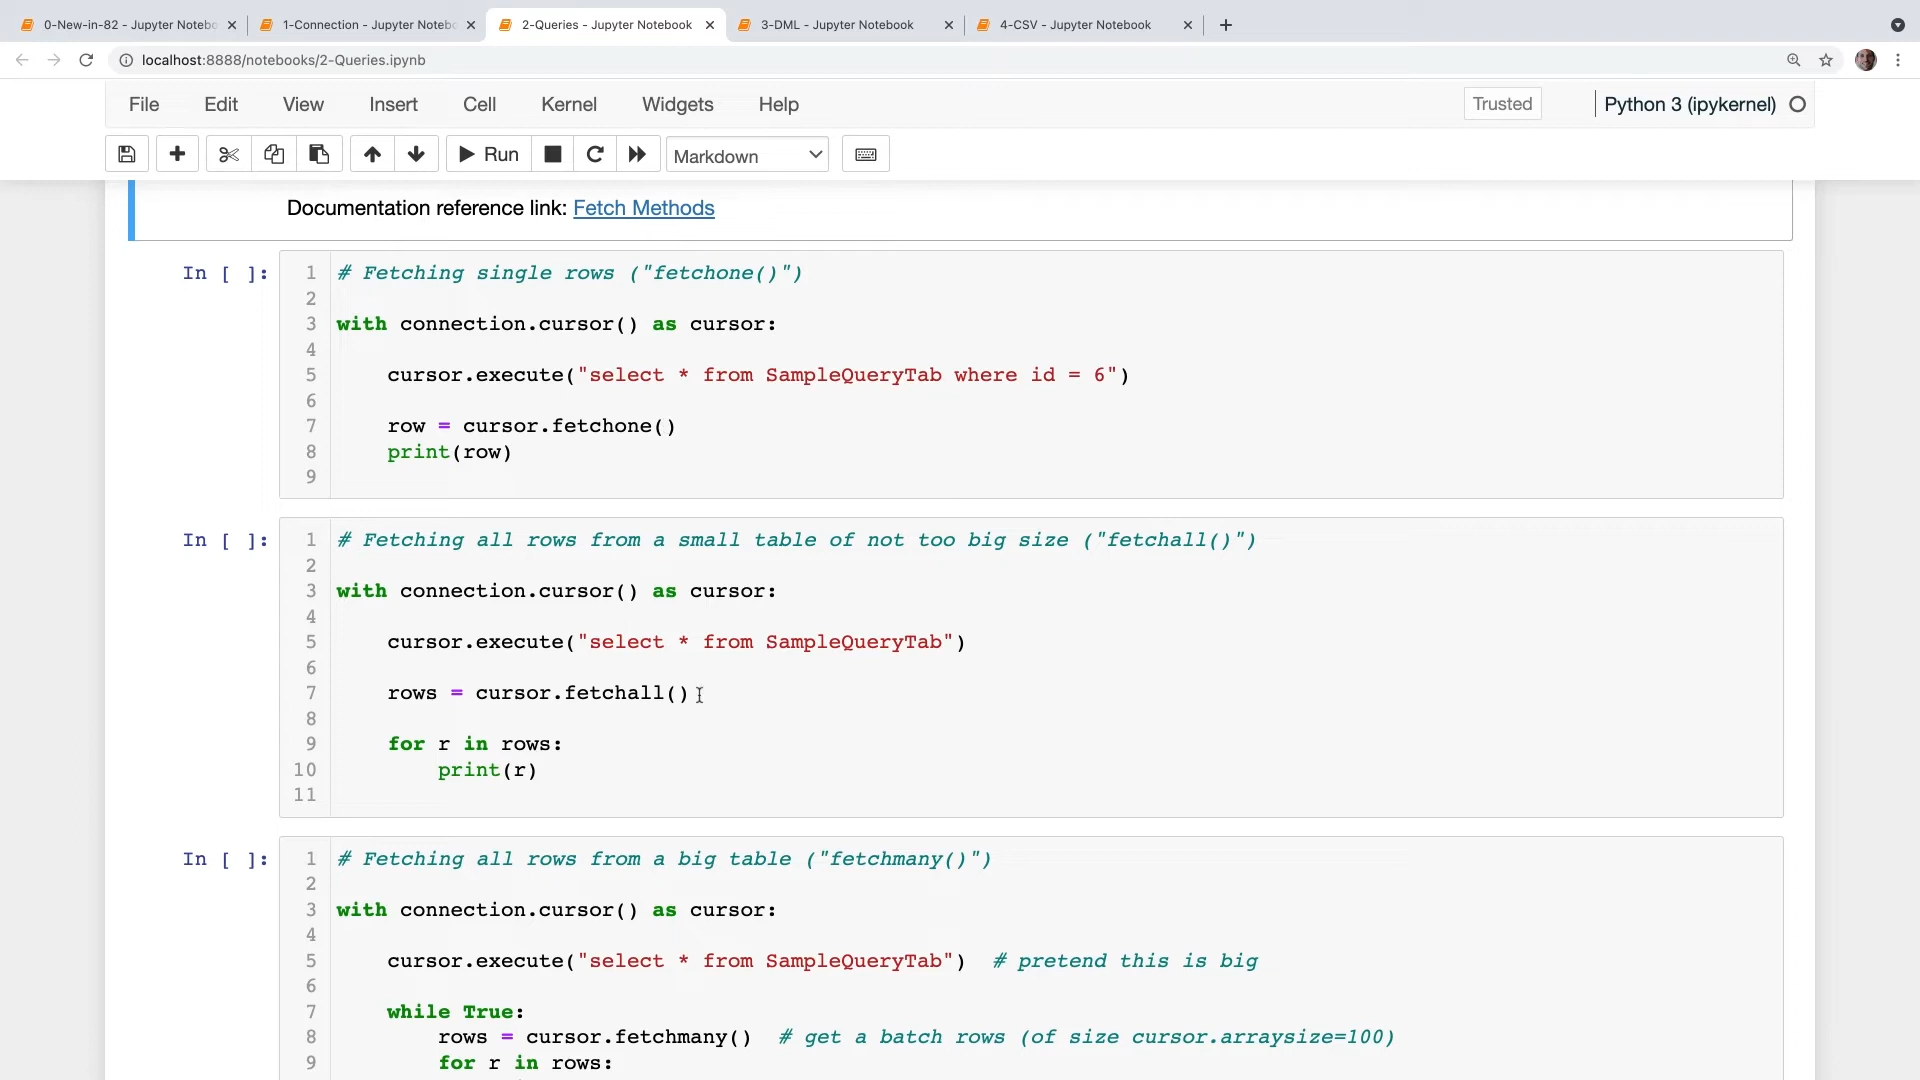 0-New-in-82 - Jupyter Notebo
1-Connection - Jupyter Notebo
2-Queries - Jupyter Notebook
3-DML - Jupyter Notebook
4-CSV - Jupyter Notebook
localhost:8888/notebooks/2-Queries.ipynb
File Edit View Insert Cell Kernel Widgets Help Trusted Python 3 (ipykernel)
Run Markdown
Documentation reference link: Fetch Methods
In [ ]: 1 # Fetching single rows ("fetchone()")
2
3 with connection.cursor() as cursor:
4
5     cursor.execute("select * from SampleQueryTab where id = 6")
6
7     row = cursor.fetchone()
8     print(row)
9
In [ ]: 1 # Fetching all rows from a small table of not too big size ("fetchall()")
2
3 with connection.cursor() as cursor:
4
5     cursor.execute("select * from SampleQueryTab")
6
7     rows = cursor.fetchall()
8
9     for r in rows:
10         print(r)
11
In [ ]: 1 # Fetching all rows from a big table ("fetchmany()")
2
3 with connection.cursor() as cursor:
4
5     cursor.execute("select * from SampleQueryTab")  # pretend this is big
6
7     while True:
8         rows = cursor.fetchmany()  # get a batch rows (of size cursor.arraysize=100)
9         for r in rows: